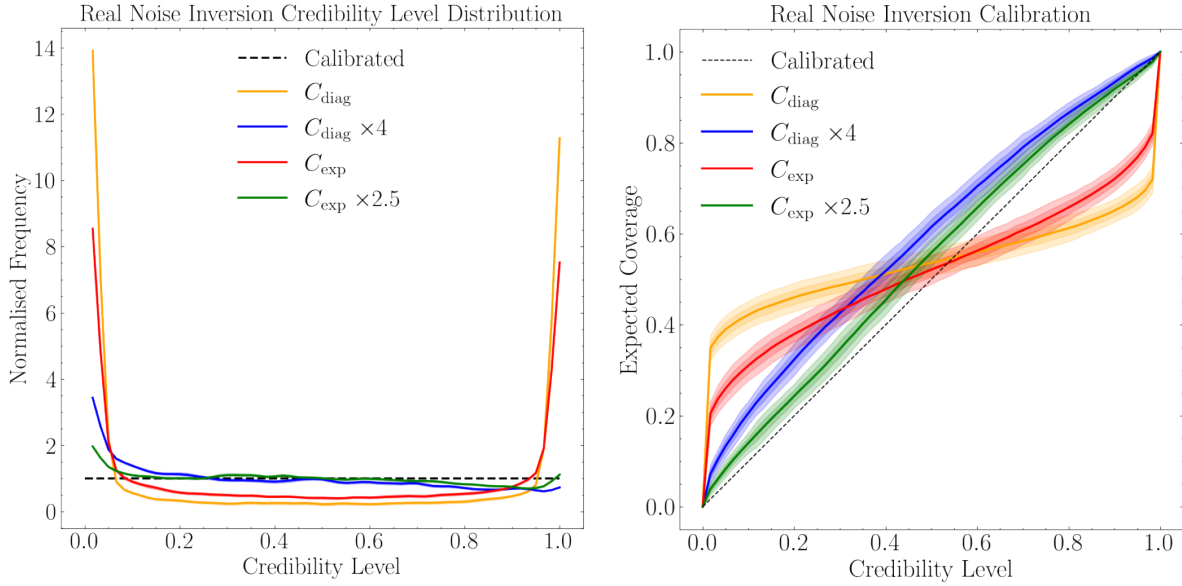 Real Noise Inversion Credibility Level Distribution
14
12
10
8
6
4
2
0
Normalised Frequency
Calibrated
C_diag
C_diag ×4
C_exp
C_exp ×2.5
0.0 0.2 0.4 0.6 0.8 1.0
Credibility Level
Real Noise Inversion Calibration
1.0
0.8
0.6
0.4
0.2
0.0
Expected Coverage
Calibrated
C_diag
C_diag ×4
C_exp
C_exp ×2.5
0.0 0.2 0.4 0.6 0.8 1.0
Credibility Level